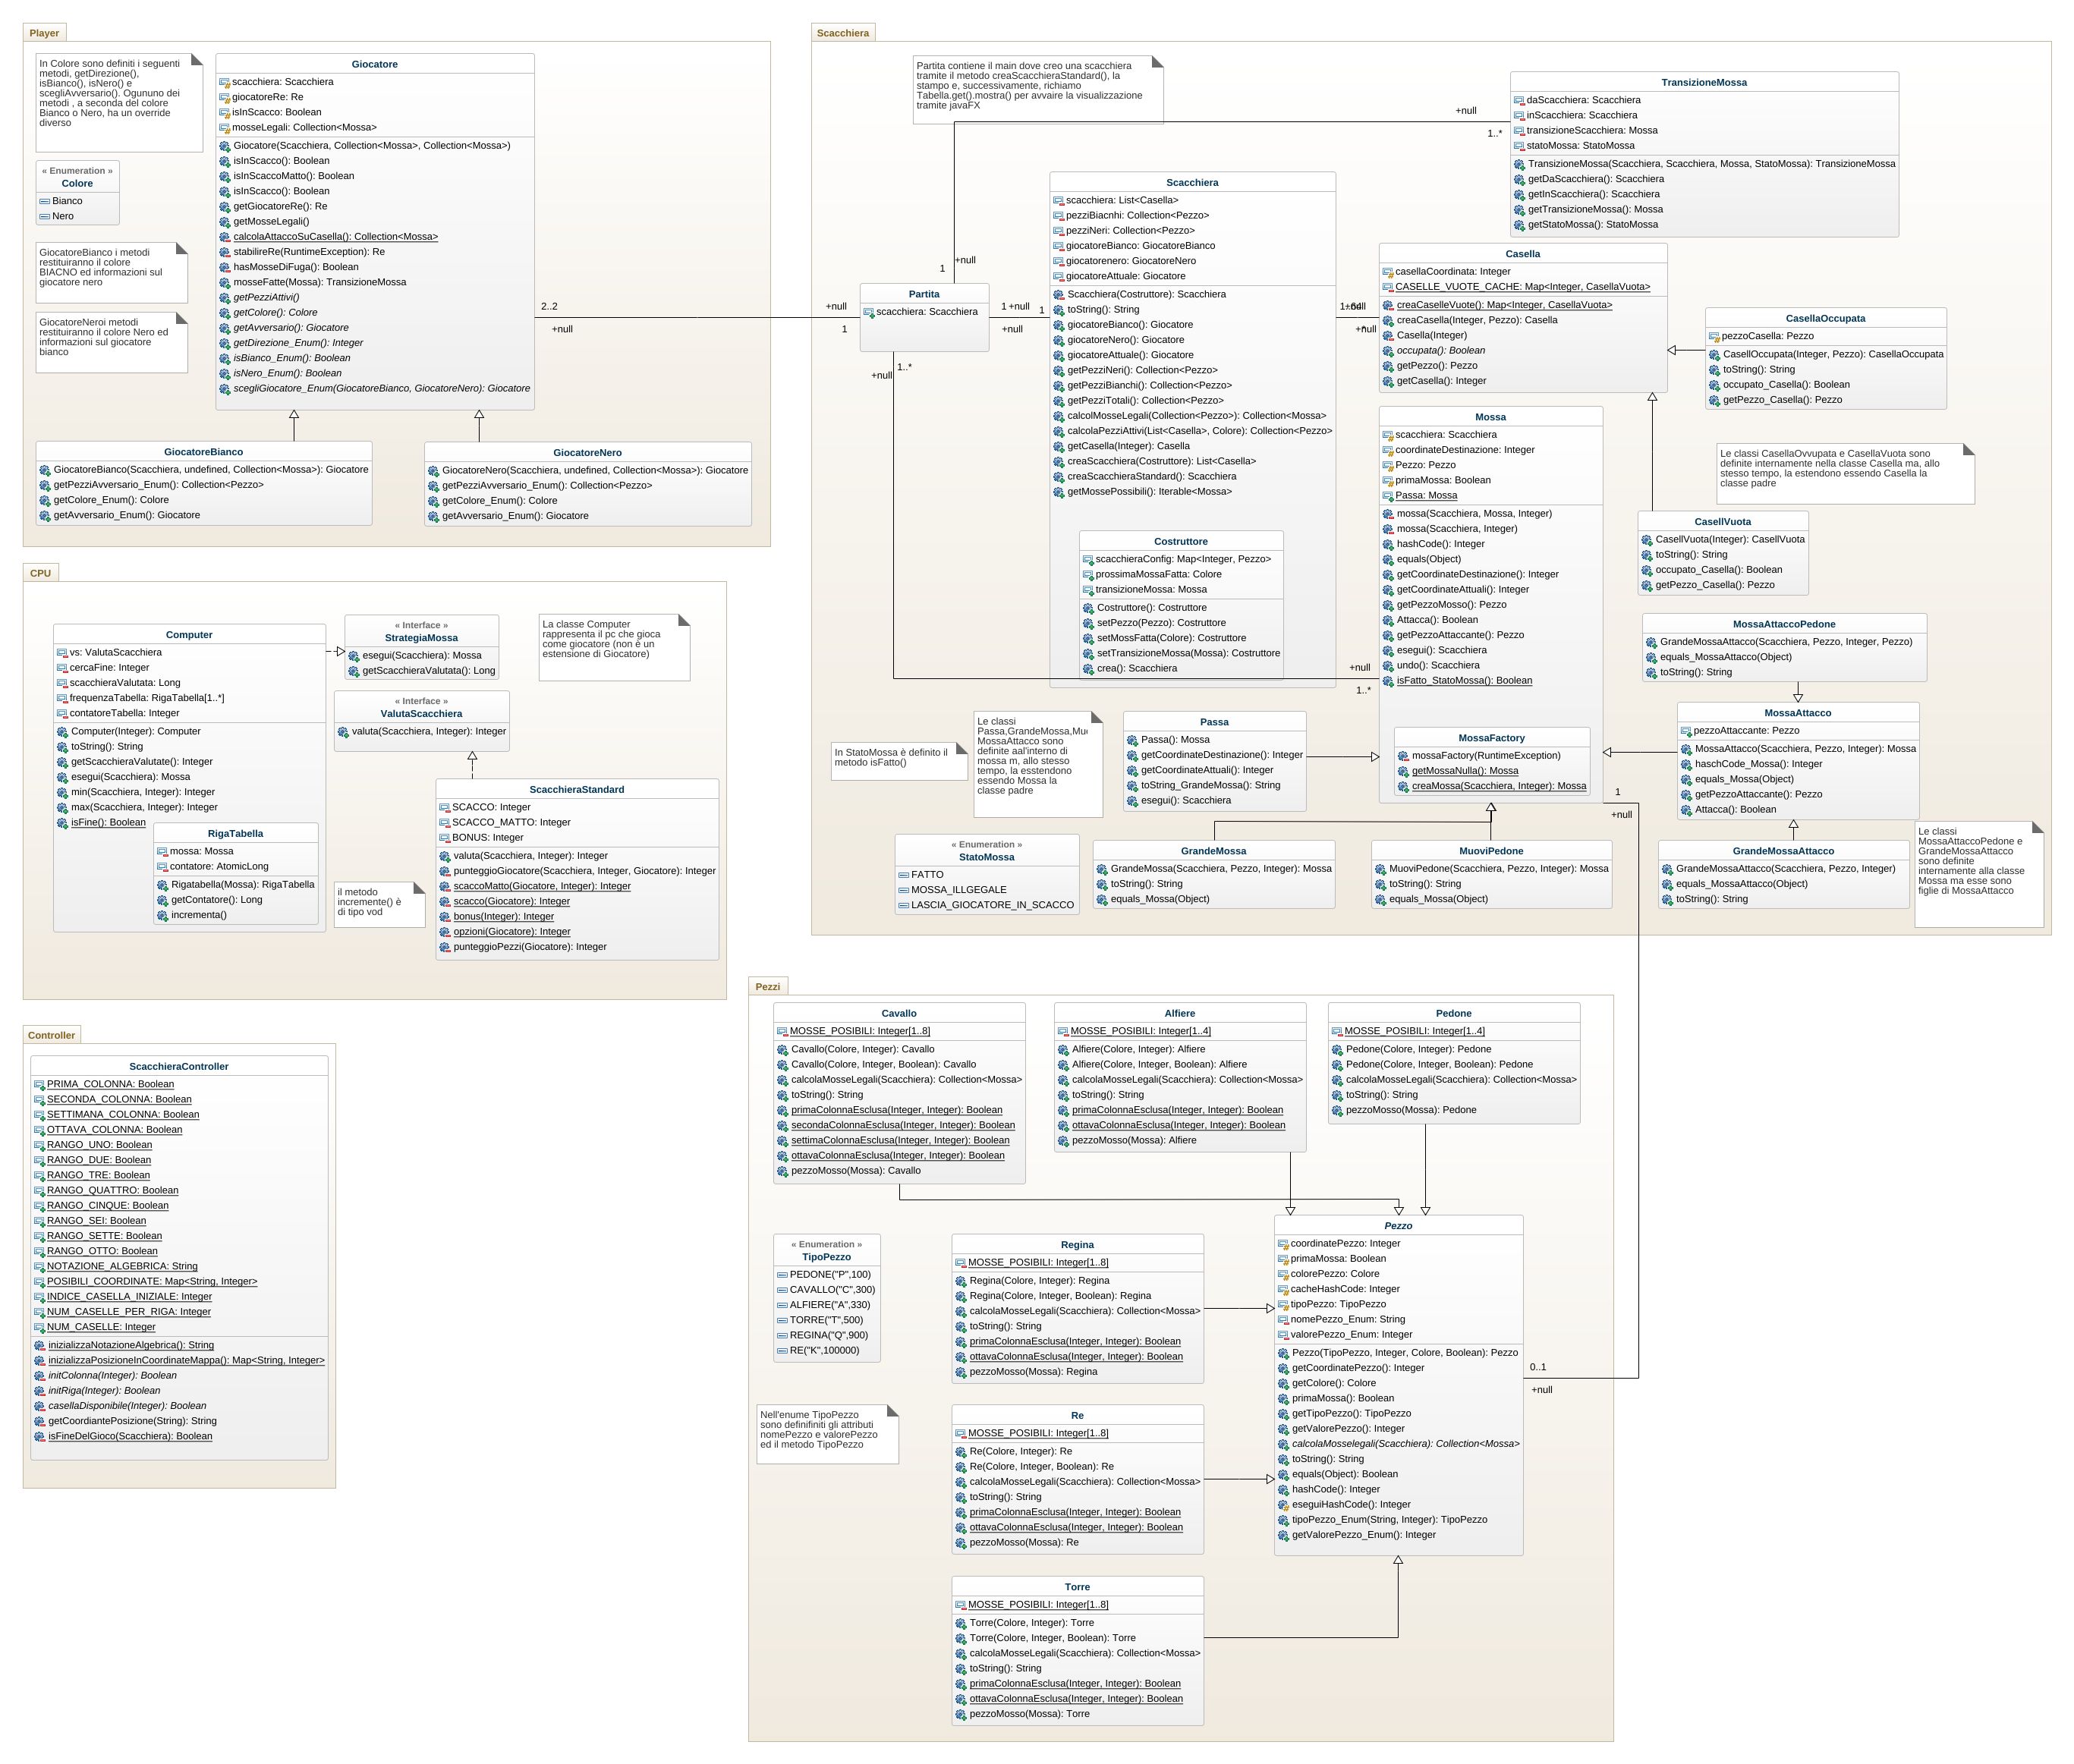 Player
In Colore sono definiti i seguenti
metodi, getDirezione(),
isBianco(), isNero() e
scegliAvversario(). Ogununo dei
metodi , a seconda del colore
Bianco o Nero, ha un override
diverso
« Enumeration »
Colore
Bianco
Nero
GiocatoreBianco i metodi
restituiranno il colore
BIACNO ed informazioni sul
giocatore nero
GiocatoreNeroi metodi
restituiranno il colore Nero ed
informazioni sul giocatore
bianco
Giocatore
scacchiera: Scacchiera
giocatoreRe: Re
isInScacco: Boolean
mosseLegali: Collection<Mossa>
Giocatore(Scacchiera, Collection<Mossa>, Collection<Mossa>)
isInScacco(): Boolean
isInScaccoMatto(): Boolean
isInScacco(): Boolean
getGiocatoreRe(): Re
getMosseLegali()
calcolaAttaccoSuCasella(): Collection<Mossa>
stabilireRe(RuntimeException): Re
hasMosseDiFuga(): Boolean
mosseFatte(Mossa): TransizioneMossa
getPezziAttivi()
getColore(): Colore
getAvversario(): Giocatore
getDirezione_Enum(): Integer
isBianco_Enum(): Boolean
isNero_Enum(): Boolean
scegliGiocatore_Enum(GiocatoreBianco, GiocatoreNero): Giocatore
GiocatoreBianco
GiocatoreBianco(Scacchiera, undefined, Collection<Mossa>): Giocatore
getPezziAvversario_Enum(): Collection<Pezzo>
getColore_Enum(): Colore
getAvversario_Enum(): Giocatore
GiocatoreNero
GiocatoreNero(Scacchiera, undefined, Collection<Mossa>): Giocatore
getPezziAvversario_Enum(): Collection<Pezzo>
getColore_Enum(): Colore
getAvversario_Enum(): Giocatore
2..2
+null
+null
1
Scacchiera
Partita contiene il main dove creo una scacchiera
tramite il metodo creaScacchieraStandard(), la
stampo e, successivamente, richiamo
Tabella.get().mostra() per avvaire la visualizzazione
tramite javaFX
+null
1..*
+null
1
Partita
scacchiera: Scacchiera
1 +null
+null
1
1..*
+null
TransizioneMossa
daScacchiera: Scacchiera
inScacchiera: Scacchiera
transizioneScacchiera: Mossa
statoMossa: StatoMossa
TransizioneMossa(Scacchiera, Scacchiera, Mossa, StatoMossa): TransizioneMossa
getDaScacchiera(): Scacchiera
getInScacchiera(): Scacchiera
getTransizioneMossa(): Mossa
getStatoMossa(): StatoMossa
Scacchiera
scacchiera: List<Casella>
pezziBiacnhi: Collection<Pezzo>
pezziNeri: Collection<Pezzo>
giocatoreBianco: GiocatoreBianco
giocatorenero: GiocatoreNero
giocatoreAttuale: Giocatore
Scacchiera(Costruttore): Scacchiera
toString(): String
giocatoreBianco(): Giocatore
giocatoreNero(): Giocatore
giocatoreAttuale(): Giocatore
getPezziNeri(): Collection<Pezzo>
getPezziBianchi(): Collection<Pezzo>
getPezziTotali(): Collection<Pezzo>
calcolMosseLegali(Collection<Pezzo>): Collection<Mossa>
calcolaPezziAttivi(List<Casella>, Colore): Collection<Pezzo>
getCasella(Integer): Casella
creaScacchiera(Costruttore): List<Casella>
creaScacchieraStandard(): Scacchiera
getMossePossibili(): Iterable<Mossa>
Costruttore
scacchieraConfig: Map<Integer, Pezzo>
prossimaMossaFatta: Colore
transizioneMossa: Mossa
Costruttore(): Costruttore
setPezzo(Pezzo): Costruttore
setMossFatta(Colore): Costruttore
setTransizioneMossa(Mossa): Costruttore
crea(): Scacchiera
Casella
casellaCoordinata: Integer
CASELLE_VUOTE_CACHE: Map<Integer, CasellaVuota>
creaCaselleVuote(): Map<Integer, CasellaVuota>
creaCasella(Integer, Pezzo): Casella
Casella(Integer)
occupata(): Boolean
getPezzo(): Pezzo
getCasella(): Integer
CasellaOccupata
pezzoCasella: Pezzo
CasellOccupata(Integer, Pezzo): CasellaOccupata
toString(): String
occupato_Casella(): Boolean
getPezzo_Casella(): Pezzo
Le classi CasellaOvvupata e CasellaVuota sono
definite internamente nella classe Casella ma, allo
stesso tempo, la estendono essendo Casella la
classe padre
CasellVuota
CasellVuota(Integer): CasellVuota
toString(): String
occupato_Casella(): Boolean
getPezzo_Casella(): Pezzo
Mossa
scacchiera: Scacchiera
coordinateDestinazione: Integer
Pezzo: Pezzo
primaMossa: Boolean
Passa: Mossa
mossa(Scacchiera, Mossa, Integer)
mossa(Scacchiera, Integer)
hashCode(): Integer
equals(Object)
getCoordinateDestinazione(): Integer
getCoordinateAttuali(): Integer
getPezzoMosso(): Pezzo
Attacca(): Boolean
getPezzoAttaccante(): Pezzo
esegui(): Scacchiera
undo(): Scacchiera
isFatto_StatoMossa(): Boolean
MossaFactory
mossaFactory(RuntimeException)
getMossaNulla(): Mossa
creaMossa(Scacchiera, Integer): Mossa
+null
1..*
1
+null
MossaAttaccoPedone
GrandeMossaAttacco(Scacchiera, Pezzo, Integer, Pezzo)
equals_MossaAttacco(Object)
toString(): String
MossaAttacco
pezzoAttaccante: Pezzo
MossaAttacco(Scacchiera, Pezzo, Integer): Mossa
haschCode_Mossa(): Integer
equals_Mossa(Object)
getPezzoAttaccante(): Pezzo
Attacca(): Boolean
GrandeMossaAttacco
GrandeMossaAttacco(Scachiera, Pezzo, Integer)
equals_MossaAttacco(Object)
toString(): String
Le classi
MossaAttaccoPedone e
GrandeMossaAttacco
sono definite
internamente alla classe
Mossa ma esse sono
figlie di MossaAttacco
In StatoMossa è definito il
metodo isFatto()
Le classi
Passa,GrandeMossa,Muo
MossaAttacco sono
definite aal'interno di
mossa m, allo stesso
tempo, la esstendono
essendo Mossa la
classe padre
Passa
Passa(): Mossa
getCoordinateDestinazione(): Integer
getCoordinateAttuali(): Integer
toString_GrandeMossa(): String
esegui(): Scacchiera
« Enumeration »
StatoMossa
FATTO
MOSSA_ILLGEGALE
LASCIA_GIOCATORE_IN_SCACCO
GrandeMossa
GrandeMossa(Scacchiera, Pezzo, Integer): Mossa
toString(): String
equals_Mossa(Object)
MuoviPedone
MuoviPedone(Scacchiera, Pezzo, Integer): Mossa
toString(): String
equals_Mossa(Object)
CPU
Computer
vs: ValutaScacchiera
cercaFine: Integer
scacchieraValutata: Long
frequenzaTabella: RigaTabella[1..*]
contatoreTabella: Integer
Computer(Integer): Computer
toString(): String
getScacchieraValutate(): Integer
esegui(Scacchiera): Mossa
min(Scacchiera, Integer): Integer
max(Scacchiera, Integer): Integer
isFine(): Boolean
RigaTabella
mossa: Mossa
contatore: AtomicLong
Rigatabella(Mossa): RigaTabella
getContatore(): Long
incrementa()
« Interface »
StrategiaMossa
esegui(Scacchiera): Mossa
getScacchieraValutata(): Long
La classe Computer
rappresenta il pc che gioca
come giocatore (non è un
estensione di Giocatore)
« Interface »
ValutaScacchiera
valuta(Scacchiera, Integer): Integer
ScacchieraStandard
SCACCO: Integer
SCACCO_MATTO: Integer
BONUS: Integer
valuta(Scacchiera, Integer): Integer
punteggioGiocatore(Scacchiera, Integer, Giocatore): Integer
scaccoMatto(Giocatore, Integer): Integer
scacco(Giocatore): Integer
bonus(Integer): Integer
opzioni(Giocatore): Integer
punteggioPezzi(Giocatore): Integer
il metodo
incremente() è
di tipo vod
Controller
ScacchieraController
PRIMA_COLONNA: Boolean
SECONDA_COLONNA: Boolean
SETTIMANA_COLONNA: Boolean
OTTAVA_COLONNA: Boolean
RANGO_UNO: Boolean
RANGO_DUE: Boolean
RANGO_TRE: Boolean
RANGO_QUATTRO: Boolean
RANGO_CINQUE: Boolean
RANGO_SEI: Boolean
RANGO_SETTE: Boolean
RANGO_OTTO: Boolean
NOTAZIONE_ALGEBRICA: String
POSIBILI_COORDINATE: Map<String, Integer>
INDICE_CASELLA_INIZIALE: Integer
NUM_CASELLE_PER_RIGA: Integer
NUM_CASELLE: Integer
inizializzaNotazioneAlgebrica(): String
inizializzaPosizioneInCoordinateMappa(): Map<String, Integer>
initColonna(Integer): Boolean
initRiga(Integer): Boolean
casellaDisponibile(Integer): Boolean
getCoordiantePosizione(String): String
isFineDelGioco(Scacchiera): Boolean
Pezzi
Cavallo
MOSSE_POSIBILI: Integer[1..8]
Cavallo(Colore, Integer): Cavallo
Cavallo(Colore, Integer, Boolean): Cavallo
calcolaMosseLegali(Scacchiera): Collection<Mossa>
toString(): String
primaColonnaEsclusa(Integer, Integer): Boolean
secondaColonnaEsclusa(Integer, Integer): Boolean
settimaColonnaEsclusa(Integer, Integer): Boolean
ottavaColonnaEsclusa(Integer, Integer): Boolean
pezzoMosso(Mossa): Cavallo
Alfiere
MOSSE_POSIBILI: Integer[1..4]
Alfiere(Colore, Integer): Alfiere
Alfiere(Colore, Integer, Boolean): Alfiere
calcolaMosseLegali(Scacchiera): Collection<Mossa>
toString(): String
primaColonnaEsclusa(Integer, Integer): Boolean
ottavaColonnaEsclusa(Integer, Integer): Boolean
pezzoMosso(Mossa): Alfiere
Pedone
MOSSE_POSIBILI: Integer[1..4]
Pedone(Colore, Integer): Pedone
Pedone(Colore, Integer, Boolean): Pedone
calcolaMosseLegali(Scacchiera): Collection<Mossa>
toString(): String
pezzoMosso(Mossa): Pedone
« Enumeration »
TipoPezzo
PEDONE("P",100)
CAVALLO("C",300)
ALFIERE("A",330)
TORRE("T",500)
REGINA("Q",900)
RE("K",100000)
Nell'enume TipoPezzo
sono definifiniti gli attributi
nomePezzo e valorePezzo
ed il metodo TipoPezzo
Regina
MOSSE_POSIBILI: Integer[1..8]
Regina(Colore, Integer): Regina
Regina(Colore, Integer, Boolean): Regina
calcolaMosseLegali(Scacchiera): Collection<Mossa>
toString(): String
primaColonnaEsclusa(Integer, Integer): Boolean
ottavaColonnaEsclusa(Integer, Integer): Boolean
pezzoMosso(Mossa): Regina
Re
MOSSE_POSIBILI: Integer[1..8]
Re(Colore, Integer): Re
Re(Colore, Integer, Boolean): Re
calcolaMosseLegali(Scacchiera): Collection<Mossa>
toString(): String
primaColonnaEsclusa(Integer, Integer): Boolean
ottavaColonnaEsclusa(Integer, Integer): Boolean
pezzoMosso(Mossa): Re
Torre
MOSSE_POSIBILI: Integer[1..8]
Torre(Colore, Integer): Torre
Torre(Colore, Integer, Boolean): Torre
calcolaMosseLegali(Scacchiera): Collection<Mossa>
toString(): String
primaColonnaEsclusa(Integer, Integer): Boolean
ottavaColonnaEsclusa(Integer, Integer): Boolean
pezzoMosso(Mossa): Torre
Pezzo
coordinatePezzo: Integer
primaMossa: Boolean
colorePezzo: Colore
cacheHashCode: Integer
tipoPezzo: TipoPezzo
nomePezzo_Enum: String
valorePezzo_Enum: Integer
Pezzo(TipoPezzo, Integer, Colore, Boolean): Pezzo
getCoordinatePezzo(): Integer
getColore(): Colore
primaMossa(): Boolean
getTipoPezzo(): TipoPezzo
getValorePezzo(): Integer
calcolaMosselegali(Scacchiera): Collection<Mossa>
toString(): String
equals(Object): Boolean
hashCode(): Integer
eseguiHashCode(): Integer
tipoPezzo_Enum(String, Integer): TipoPezzo
getValorePezzo_Enum(): Integer
0..1
+null